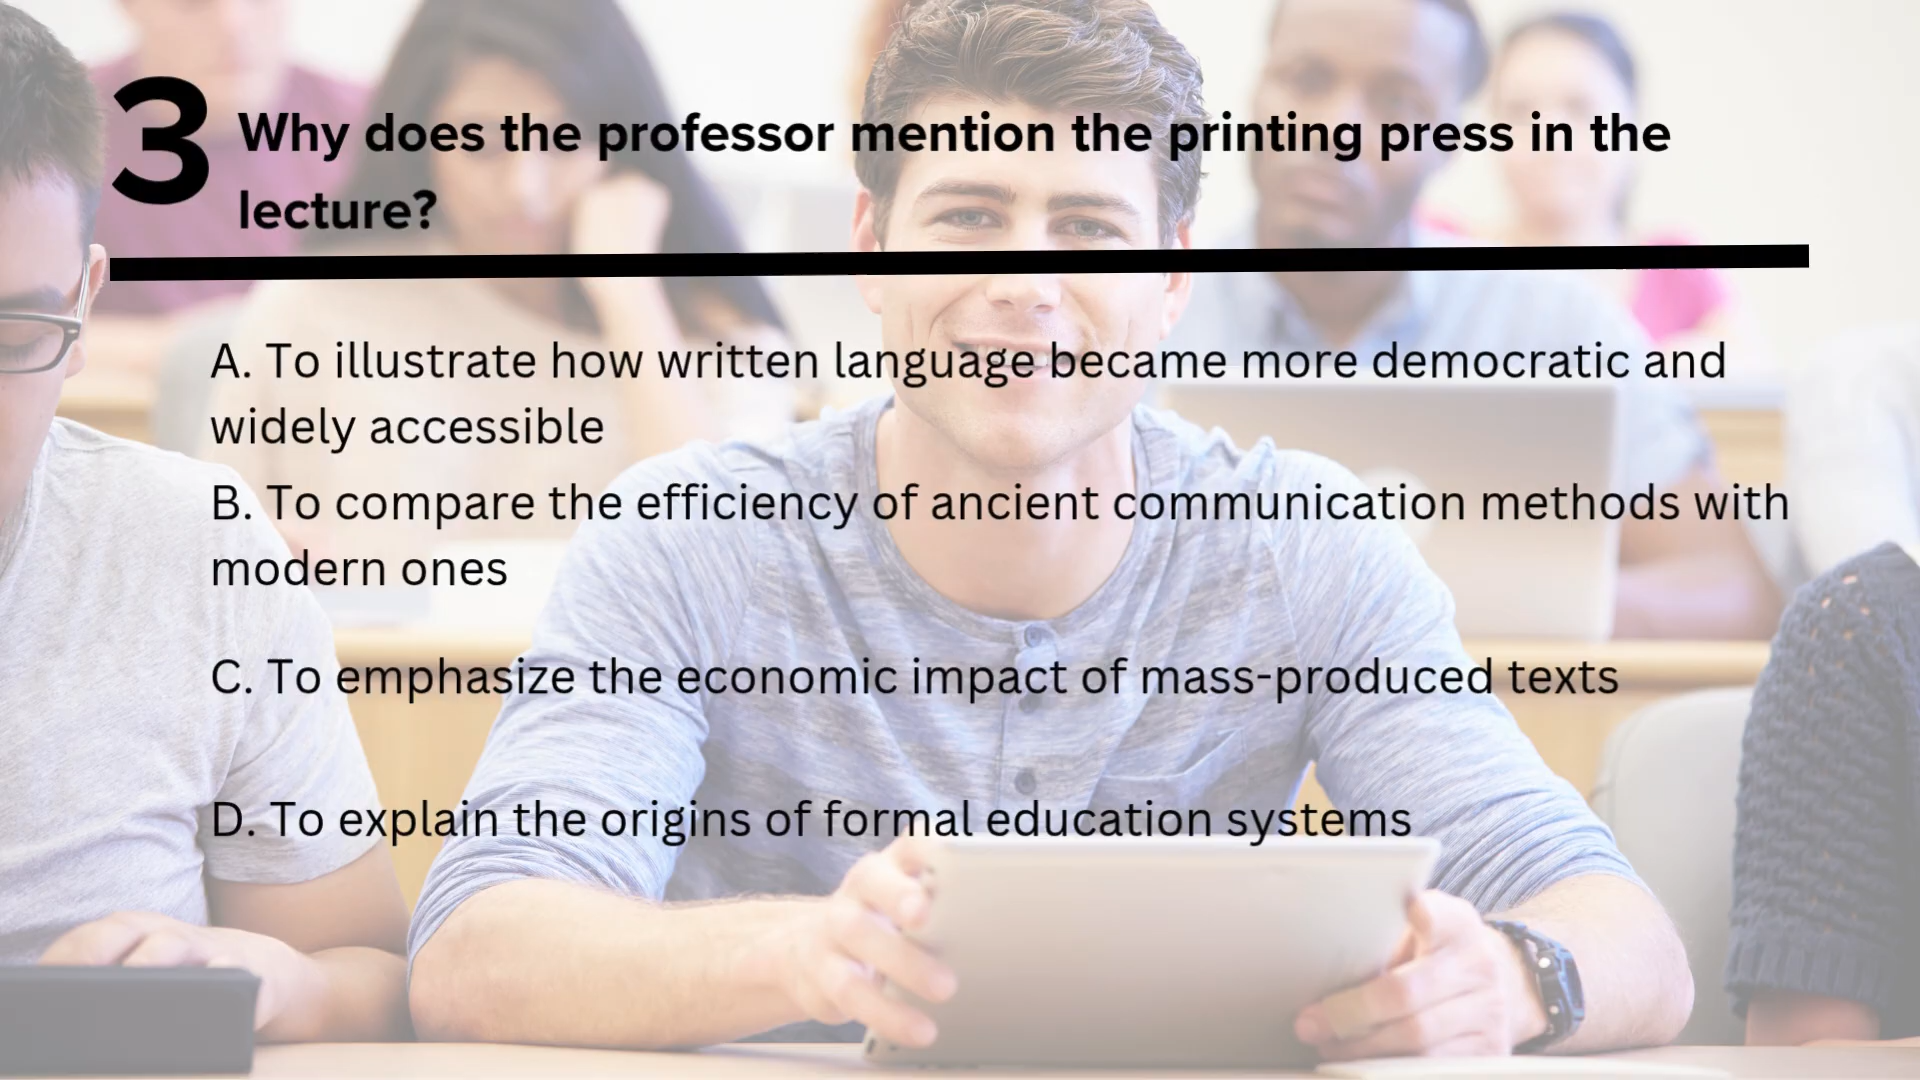 3
Why does the professor mention the printing press in the
lecture?
A. To illustrate how written language became more democratic and
widely accessible
B. To compare the efficiency of ancient communication methods with
modern ones
C. To emphasize the economic impact of mass-produced texts
D. To explain the origins of formal education systems